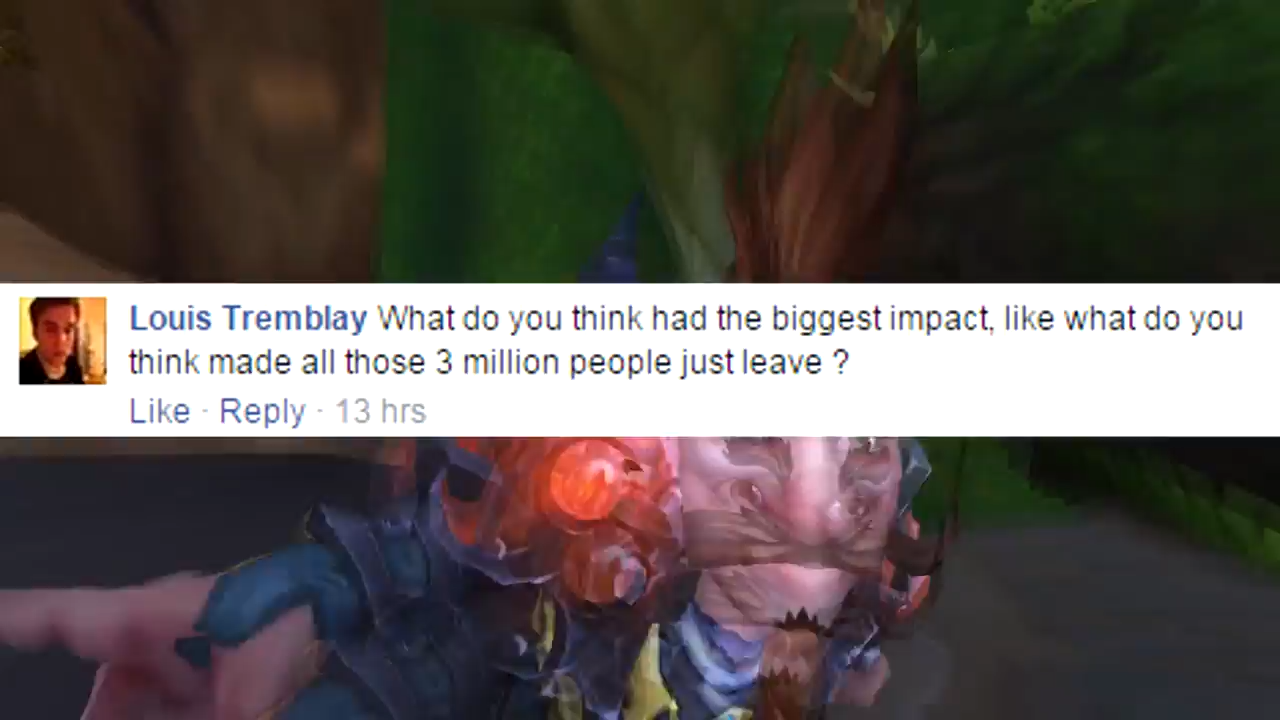 Louis Tremblay What do you think had the biggest impact, like what do you
think made all those 3 million people just leave ?
Like · Reply · 13 hrs